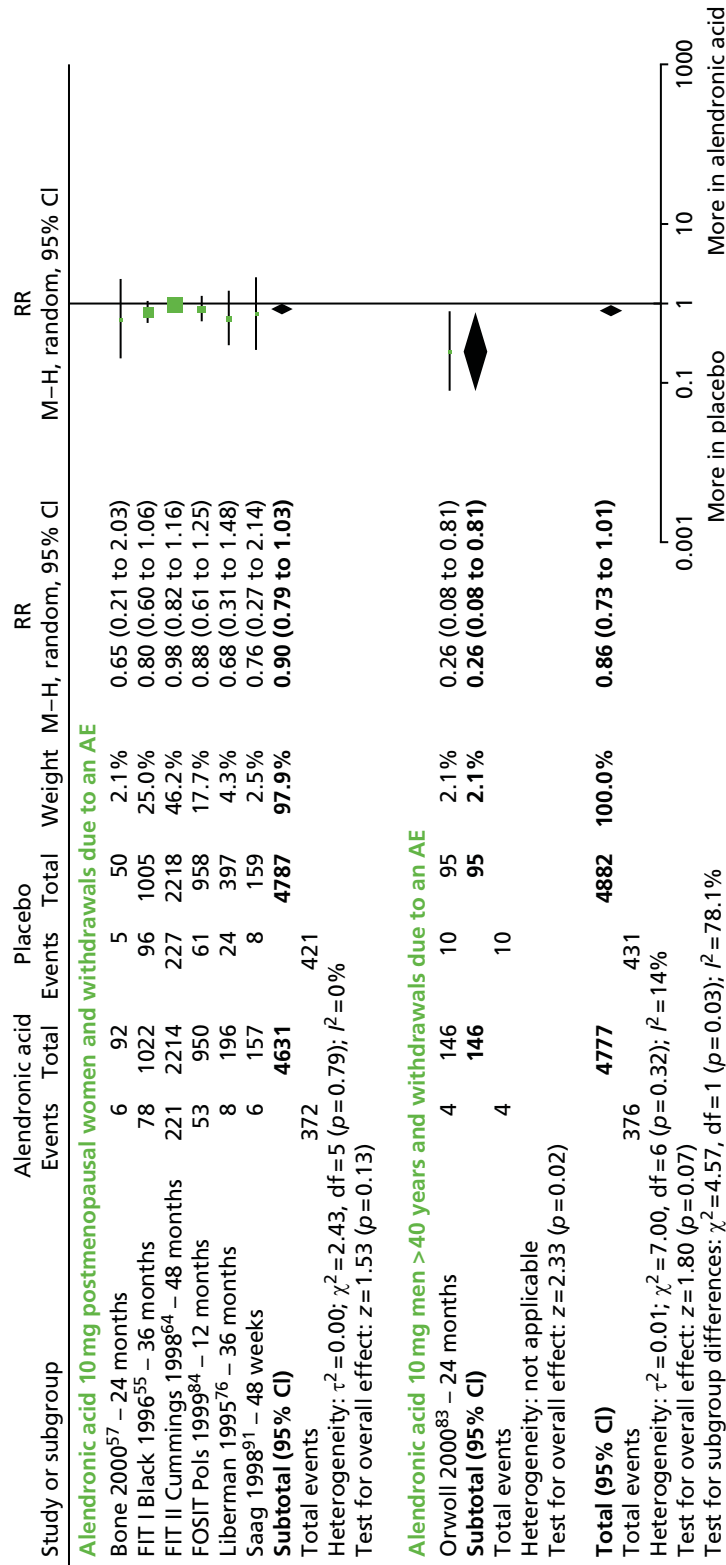 Alendronic acid Placebo RR RR
Study or subgroup Events Total Events Total Weight M–H, random, 95% CI M–H, random, 95% CI
Alendronic acid 10 mg postmenopausal women and withdrawals due to an AE
Bone 2000⁵⁷ – 24 months 6 92 5 50 2.1% 0.65 (0.21 to 2.03)
FIT I Black 1996⁵⁵ – 36 months 78 1022 96 1005 25.0% 0.80 (0.60 to 1.06)
FIT II Cummings 1998⁶⁴ – 48 months 221 2214 227 2218 46.2% 0.98 (0.82 to 1.16)
FOSIT Pols 1999⁸⁴ – 12 months 53 950 61 958 17.7% 0.88 (0.61 to 1.25)
Liberman 1995⁷⁶ – 36 months 8 196 24 397 4.3% 0.68 (0.31 to 1.48)
Saag 1998⁹¹ – 48 weeks 6 157 8 159 2.5% 0.76 (0.27 to 2.14)
Subtotal (95% CI) 4631 4787 97.9% 0.90 (0.79 to 1.03)
Total events 372 421
Heterogeneity: τ²=0.00; χ²=2.43, df=5 (p=0.79); I²=0%
Test for overall effect: z=1.53 (p=0.13)
Alendronic acid 10 mg men >40 years and withdrawals due to an AE
Orwoll 2000⁸³ – 24 months 4 146 10 95 2.1% 0.26 (0.08 to 0.81)
Subtotal (95% CI) 146 95 2.1% 0.26 (0.08 to 0.81)
Total events 4 10
Heterogeneity: not applicable
Test for overall effect: z=2.33 (p=0.02)
Total (95% CI) 4777 4882 100.0% 0.86 (0.73 to 1.01)
Total events 376 431
Heterogeneity: τ²=0.01; χ²=7.00, df=6 (p=0.32); I²=14%
Test for overall effect: z=1.80 (p=0.07)
Test for subgroup differences: χ²=4.57, df=1 (p=0.03); I²=78.1%
0.001 0.1 1 10 1000
More in placebo More in alendronic acid